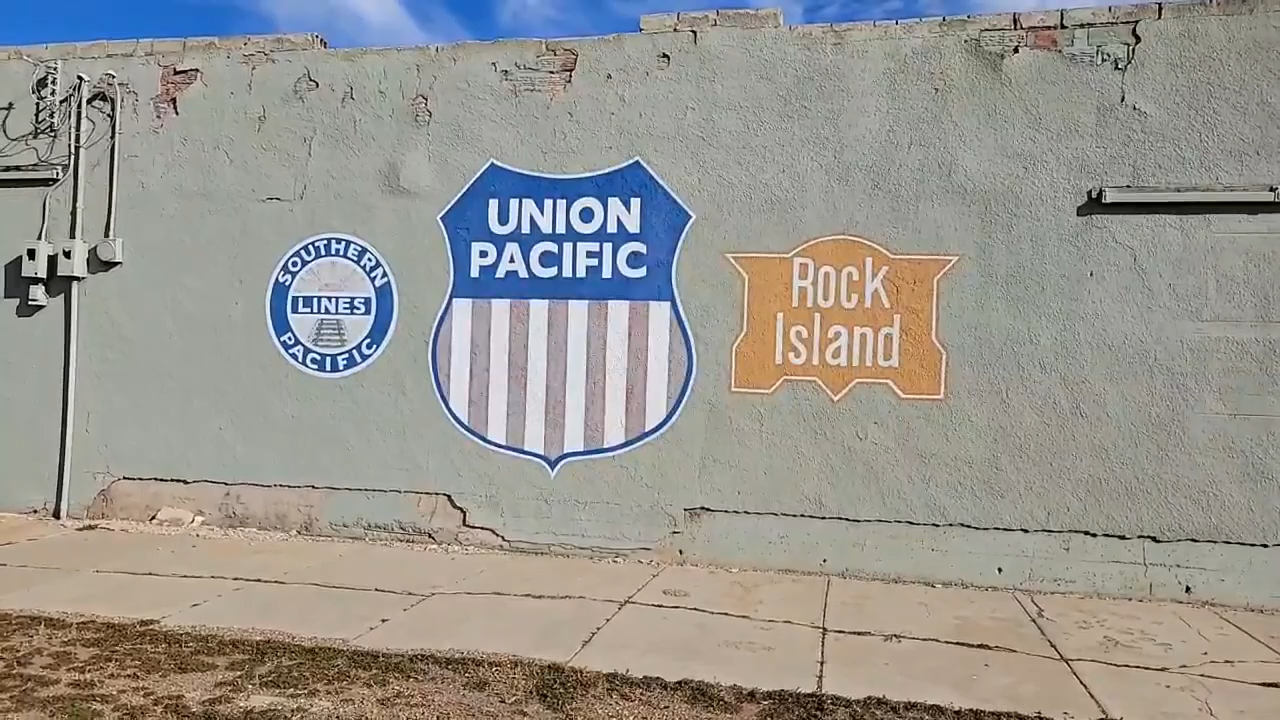 SOUTHERN
LINES
PACIFIC
UNION
PACIFIC
Rock
Island